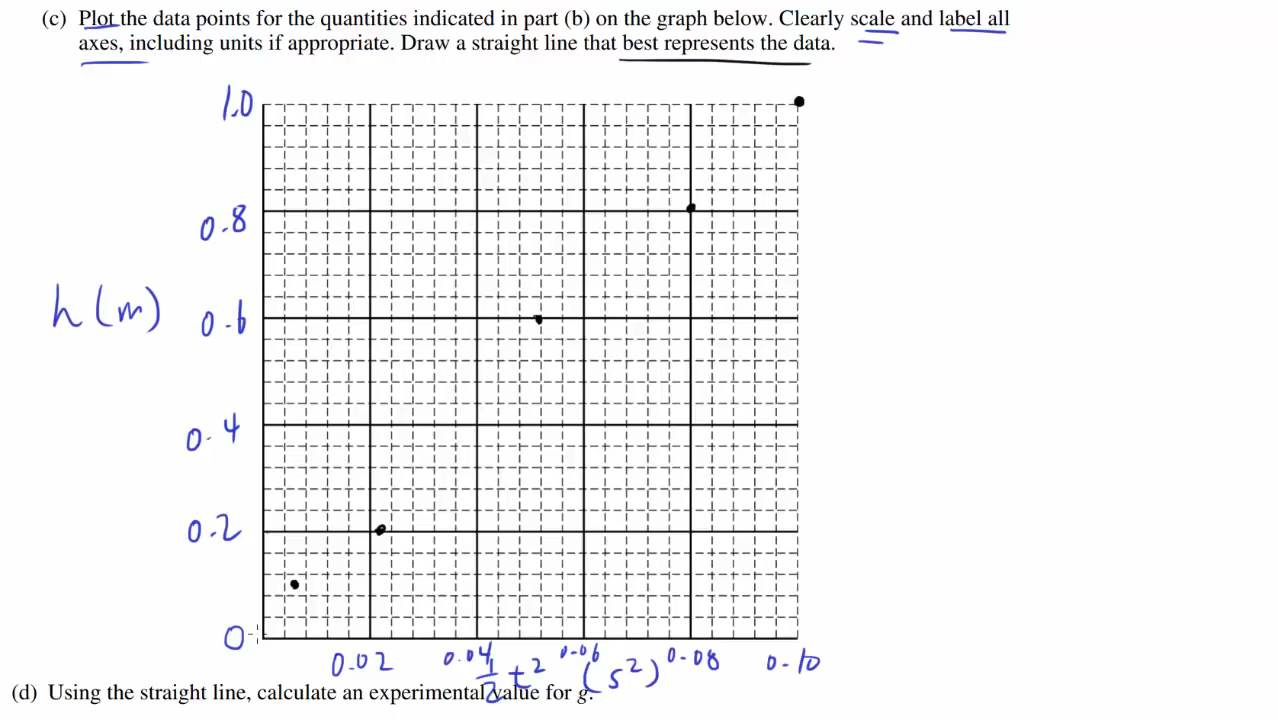 (c) Plot the data points for the quantities indicated in part (b) on the graph below. Clearly scale and label all
axes, including units if appropriate. Draw a straight line that best represents the data.
1.0
0.8
h (m)
0.6
0.4
0.2
0
0.02
0.04
0.06
0.08
0.10
1/2 t² (s²)
(d) Using the straight line, calculate an experimental value for g.